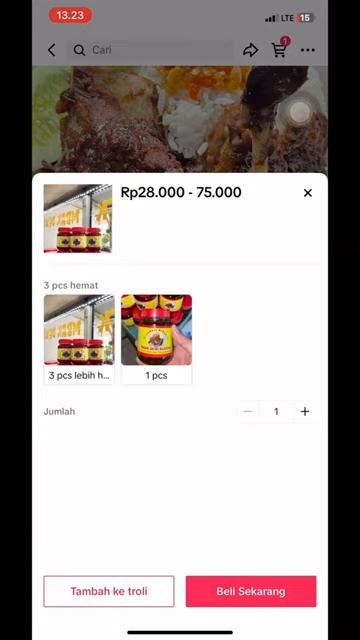 13.23
LTE 15
Cari
1
Rp28.000 - 75.000
3 pcs hemat
3 pcs lebih h...
1 pcs
Jumlah
1
Tambah ke troli
Beli Sekarang